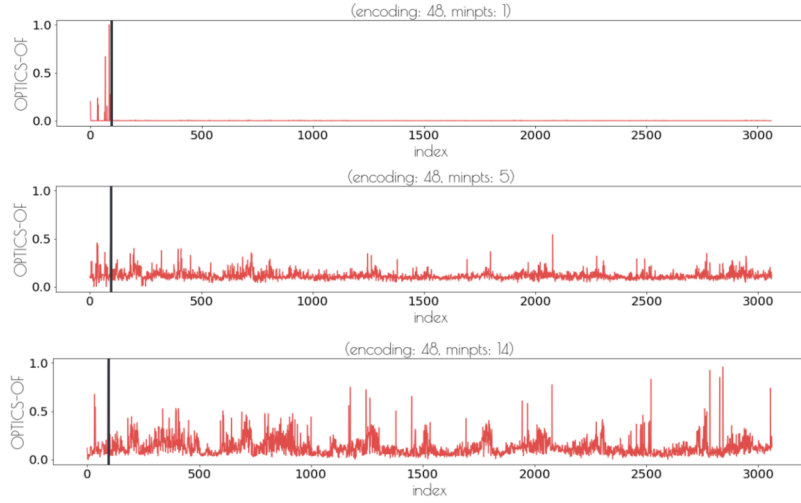 (encoding: 48, minpts: 1)
OPTICS-OF
1.0
0.5
0.0
0 500 1000 1500 2000 2500 3000
index
(encoding: 48, minpts: 5)
OPTICS-OF
1.0
0.5
0.0
0 500 1000 1500 2000 2500 3000
index
(encoding: 48, minpts: 14)
OPTICS-OF
1.0
0.5
0.0
0 500 1000 1500 2000 2500 3000
index